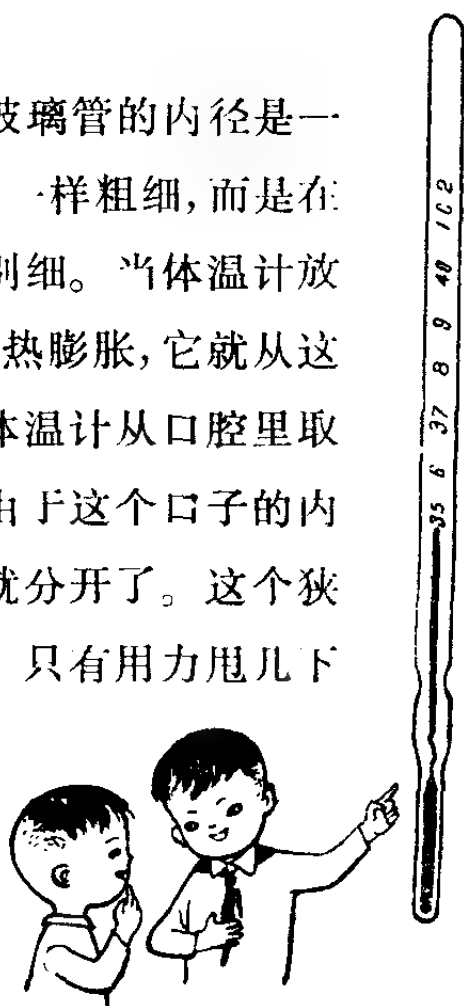 玻璃管的内径是一
样粗细，而是在
别细。当体温计放
热膨胀，它就从这
体温计从口腔里取
由于这个口子的内
就分开了。这个狭
只有用力甩几下
35 6 37 8 9 40 1 2